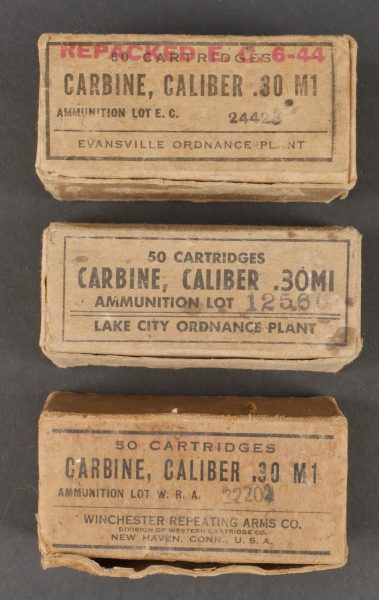 REPACKED E. C. 6-44
50 CARTRIDGES
CARBINE, CALIBER .30 M1
AMMUNITION LOT E. C. 24423
EVANSVILLE ORDNANCE PLANT
50 CARTRIDGES
CARBINE, CALIBER .30M1
AMMUNITION LOT 12566
LAKE CITY ORDNANCE PLANT
50 CARTRIDGES
CARBINE, CALIBER .30 M1
AMMUNITION LOT W. R. A.
WINCHESTER REPEATING ARMS CO.
DIVISION OF WESTERN CARTRIDGE CO.
NEW HAVEN, CONN., U. S. A.